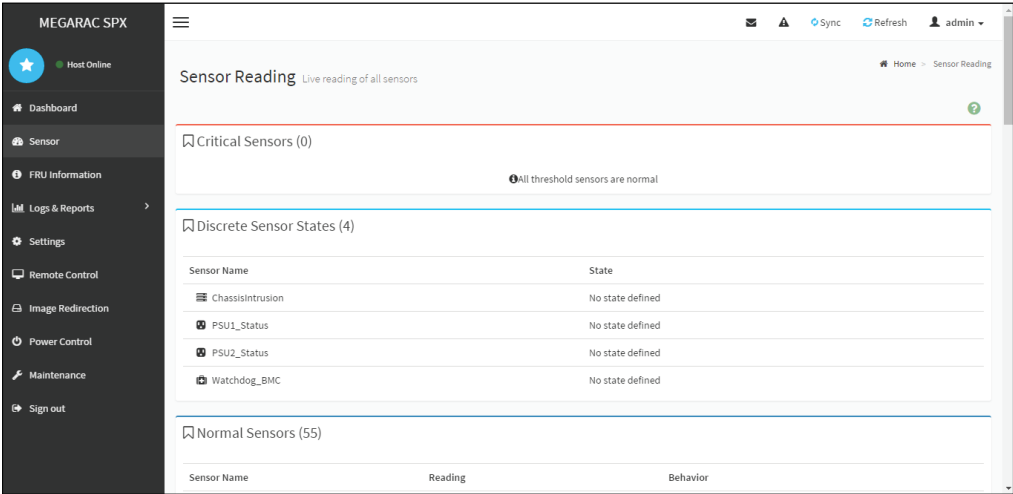 MEGARAC SPX
Sync
Refresh
admin
Host Online
Sensor Reading Live reading of all sensors
Home > Sensor Reading
Dashboard
Sensor
FRU Information
Logs & Reports
Settings
Remote Control
Image Redirection
Power Control
Maintenance
Sign out
Critical Sensors (0)
All threshold sensors are normal
Discrete Sensor States (4)
Sensor Name State
ChassisIntrusion No state defined
PSU1_Status No state defined
PSU2_Status No state defined
Watchdog_BMC No state defined
Normal Sensors (55)
Sensor Name Reading Behavior